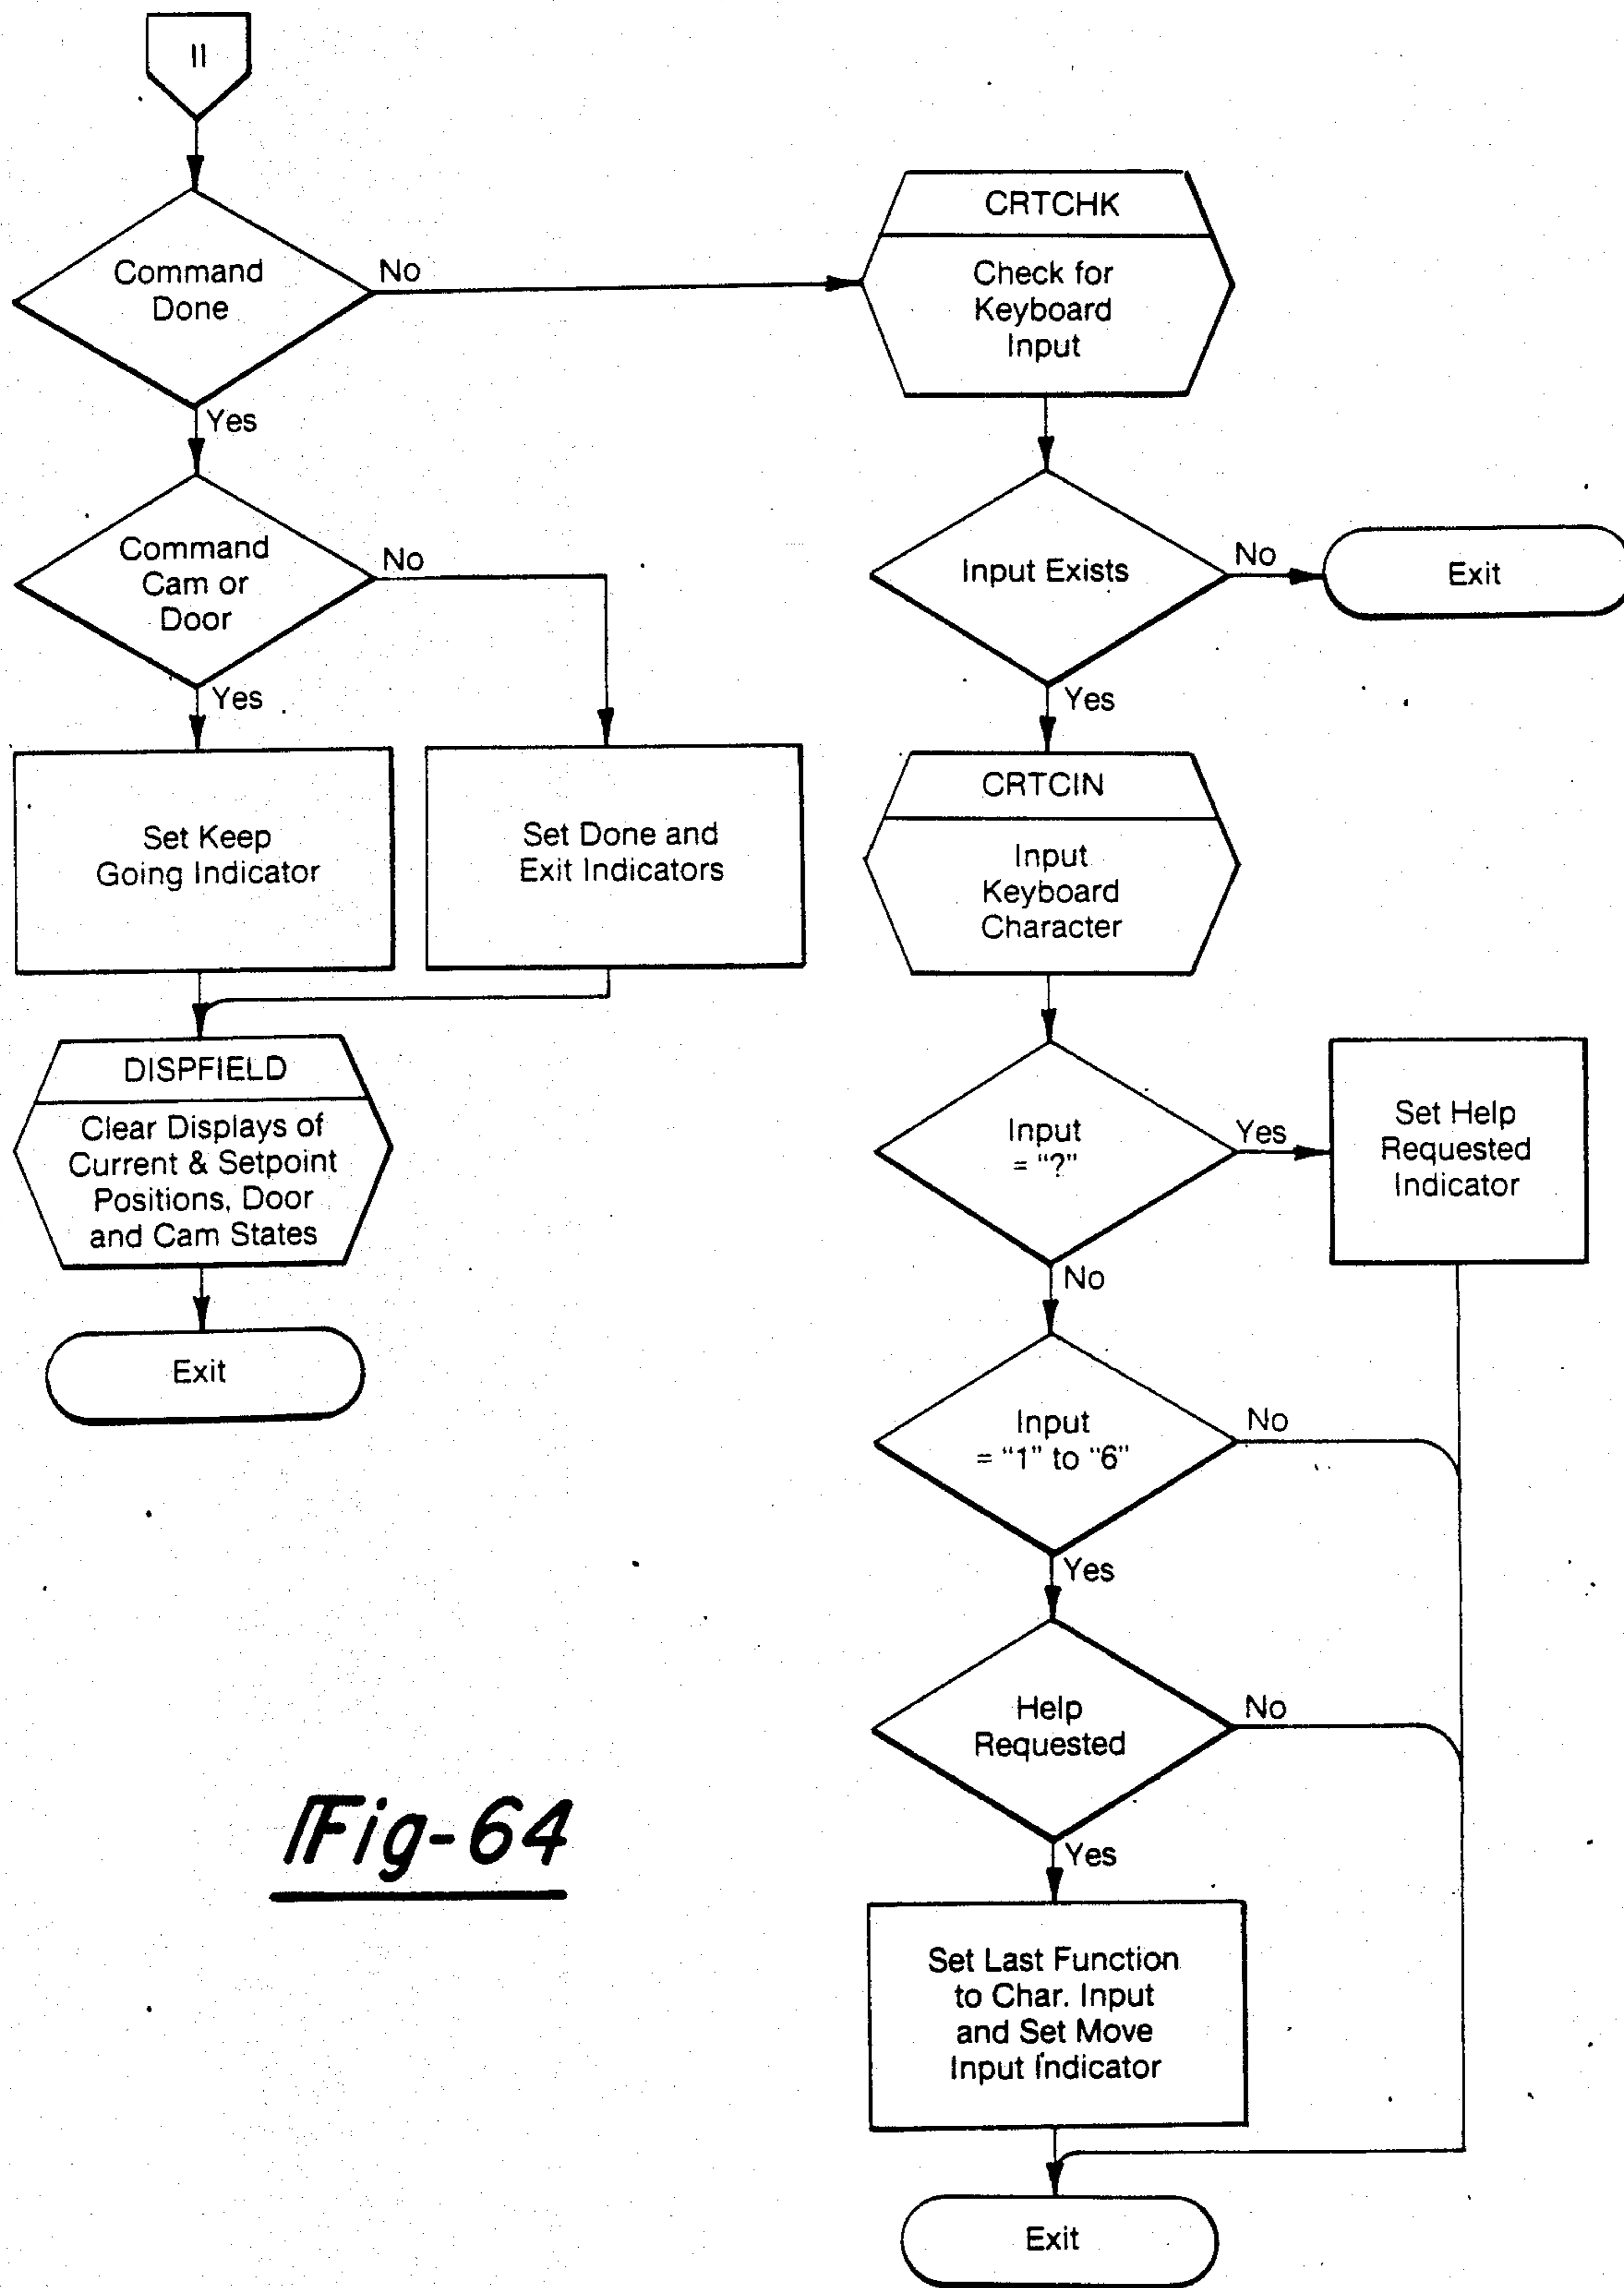 11
Command
Done
No
Yes
Command
Cam or
Door
No
Yes
Set Keep
Going Indicator
Set Done and
Exit Indicators
DISPFIELD
Clear Displays of
Current & Setpoint
Positions, Door
and Cam States
Exit
CRTCHK
Check for
Keyboard
Input
Input Exists
No
Exit
Yes
CRTCIN
Input
Keyboard
Character
Input
= “?”
Yes
Set Help
Requested
Indicator
No
Input
= “1” to “6”
No
Yes
Help
Requested
No
Yes
Set Last Function
to Char. Input
and Set Move
Input Indicator
Exit
Fig-64